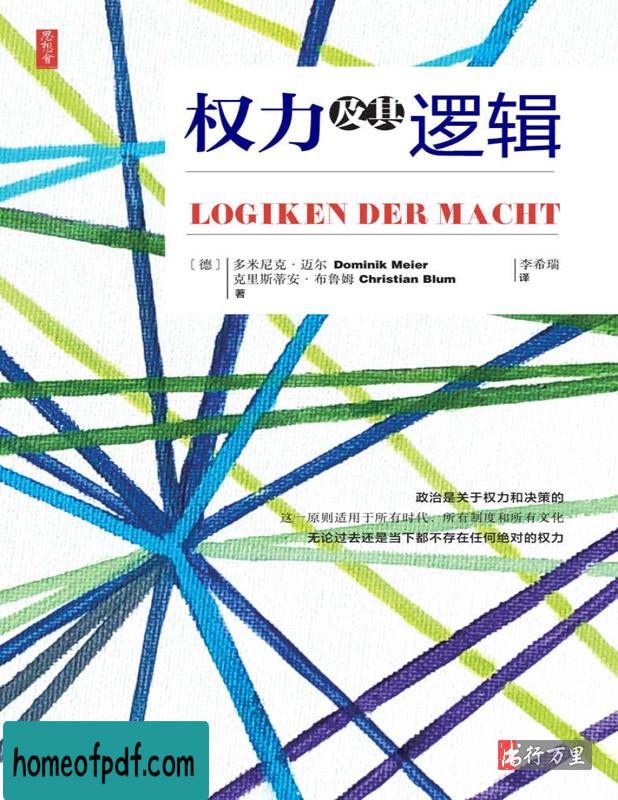 思想會
权力及其逻辑
LOGIKEN DER MACHT
［德］多米尼克·迈尔 Dominik Meier
克里斯蒂安·布鲁姆 Christian Blum
著
李希瑞
译
政治是关于权力和决策的
这一原则适用于所有时代、所有制度和所有文化
无论过去还是当下都不存在任何绝对的权力
homeofpdf.com
书行万里